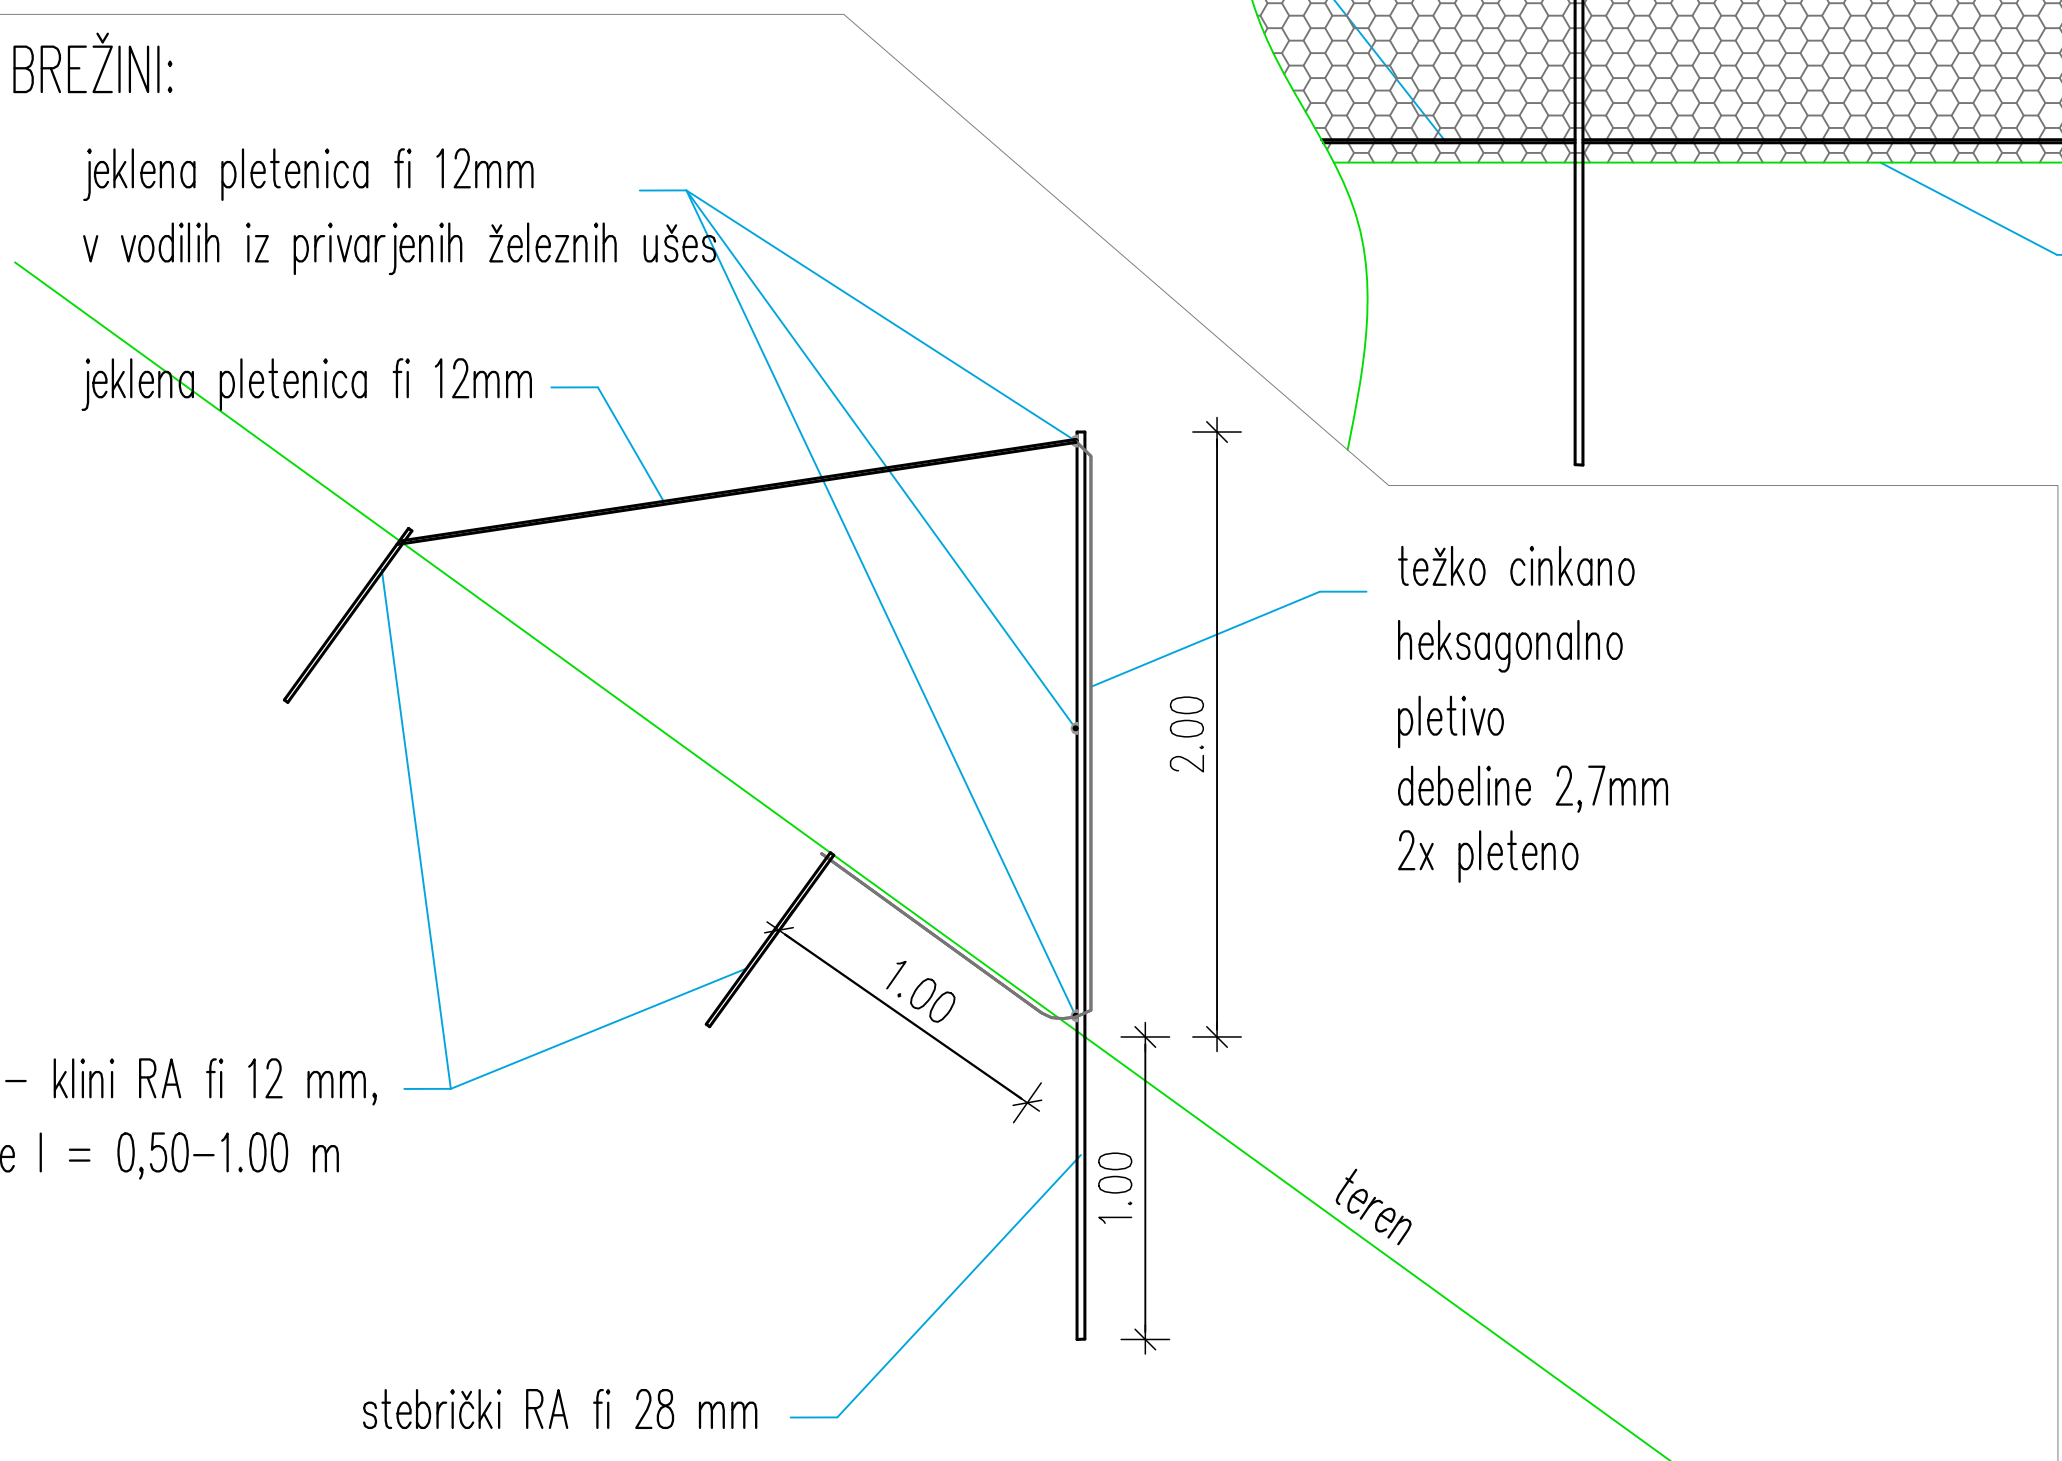 BREŽINI:
jeklena pletenica fi 12mm
v vodilih iz privarjenih železnih ušes
jeklena pletenica fi 12mm
težko cinkano
heksagonalno
pletivo
debeline 2,7mm
2x pleteno
2.00
1.00
1.00
– klini RA fi 12 mm,
e l = 0,50–1.00 m
teren
stebrički RA fi 28 mm